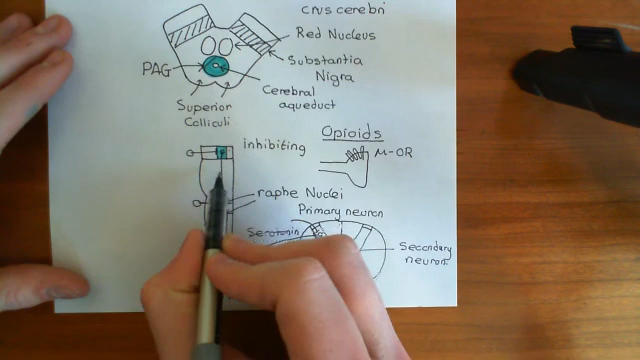 crus cerebri
Red Nucleus
Substantia
Nigra
PAG
Cerebral
aqueduct
Superior
Colliculi
inhibiting
Opioids
μ-OR
raphe Nuclei
Primary neuron
Serotonin
Secondary
neuron